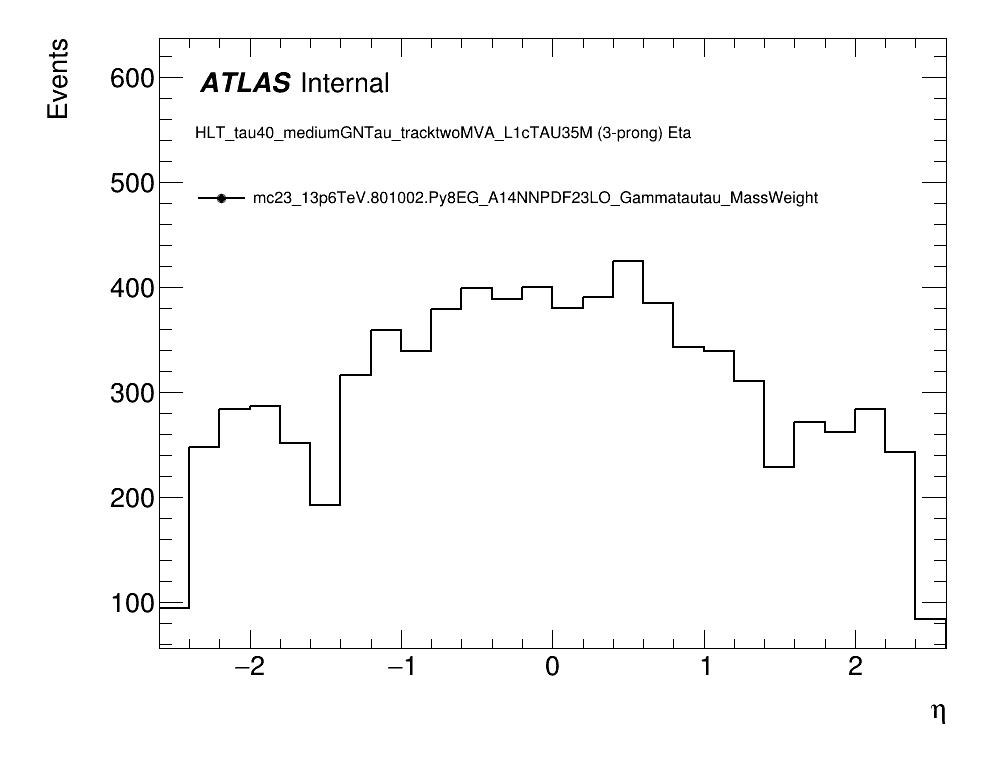 Events
600
500
400
300
200
100
ATLAS Internal
HLT_tau40_mediumGNTau_tracktwoMVA_L1cTAU35M (3-prong) Eta
mc23_13p6TeV.801002.Py8EG_A14NNPDF23LO_Gammatautau_MassWeight
−2 −1 0 1 2
η